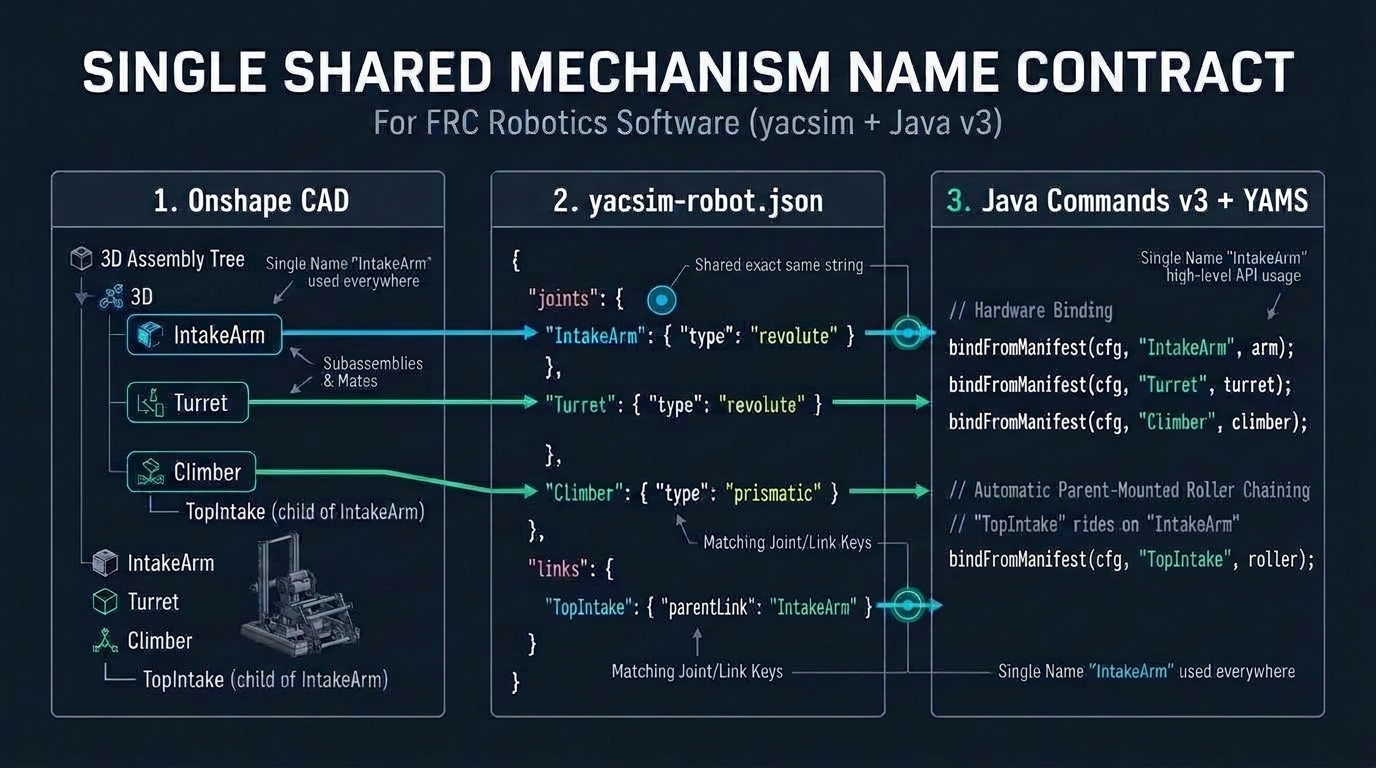 SINGLE SHARED MECHANISM NAME CONTRACT
For FRC Robotics Software (yacsim + Java v3)
1. Onshape CAD
3D Assembly Tree
Single Name "IntakeArm"
used everywhere
3D
IntakeArm
Subassemblies
& Mates
Turret
Climber
TopIntake (child of IntakeArm)
IntakeArm
Turret
Climber
TopIntake (child of IntakeArm)
2. yacsim-robot.json
{
Shared exact same string
"joints": {
"IntakeArm": { "type": "revolute" }
},
"Turret": { "type": "revolute" }
},
"Climber": { "type": "prismatic" }
},
Matching Joint/Link Keys
"links": {
"TopIntake": { "parentLink": "IntakeArm" }
}
Matching Joint/Link Keys
}
3. Java Commands v3 + YAMS
Single Name "IntakeArm"
high-level API usage
// Hardware Binding
bindFromManifest(cfg, "IntakeArm", arm);
bindFromManifest(cfg, "Turret", turret);
bindFromManifest(cfg, "Climber", climber);
// Automatic Parent-Mounted Roller Chaining
// "TopIntake" rides on "IntakeArm"
bindFromManifest(cfg, "TopIntake", roller);
Single Name "IntakeArm" used everywhere